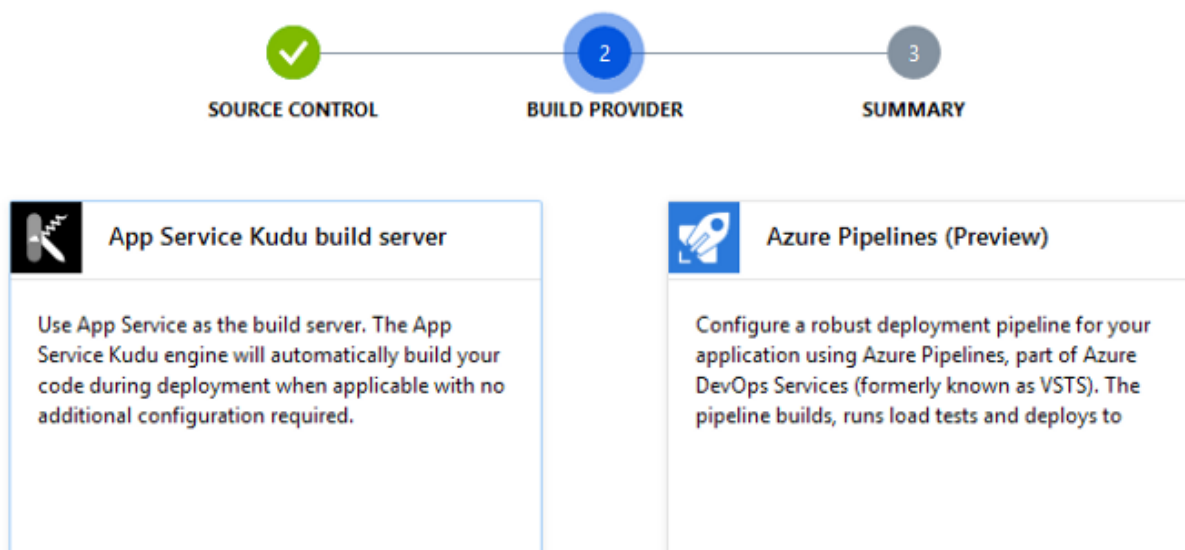 2
3
SOURCE CONTROL
BUILD PROVIDER
SUMMARY
App Service Kudu build server
Use App Service as the build server. The App
Service Kudu engine will automatically build your
code during deployment when applicable with no
additional configuration required.
Azure Pipelines (Preview)
Configure a robust deployment pipeline for your
application using Azure Pipelines, part of Azure
DevOps Services (formerly known as VSTS). The
pipeline builds, runs load tests and deploys to